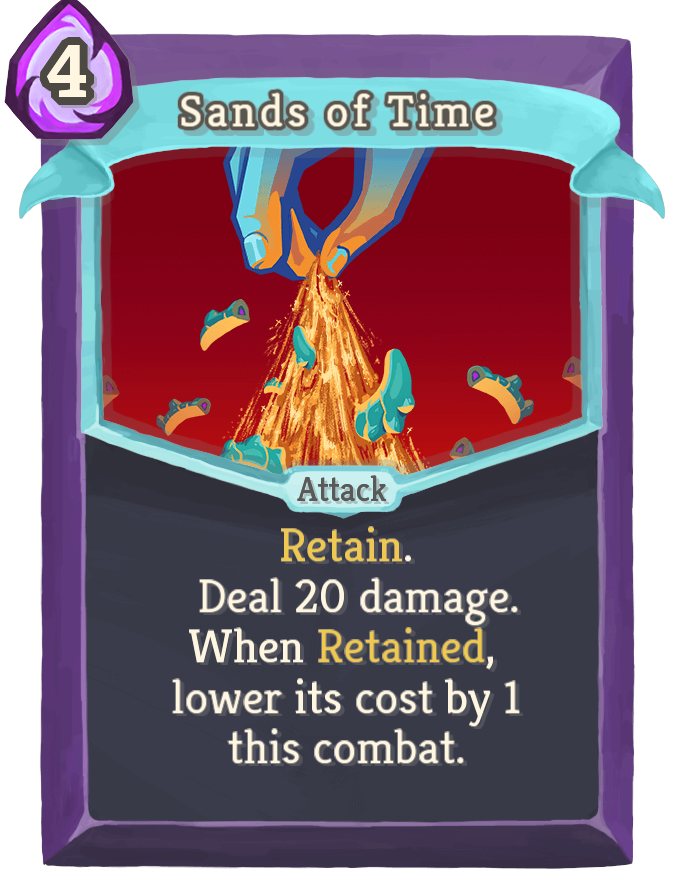 4
Sands of Time
Attack
Retain.
Deal 20 damage.
When Retained,
lower its cost by 1
this combat.